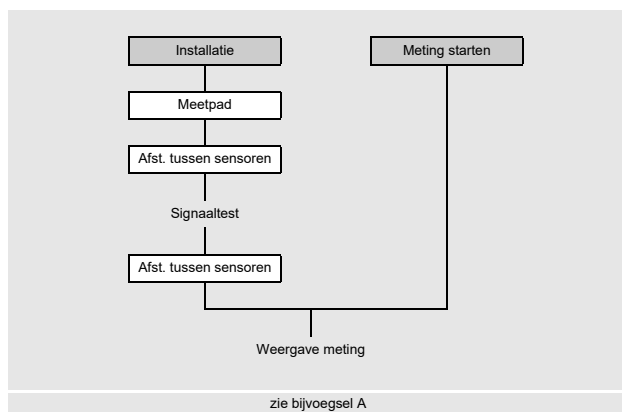 Installatie
Meting starten
Meetpad
Afst. tussen sensoren
Signaaltest
Afst. tussen sensoren
Weergave meting
zie bijvoegsel A